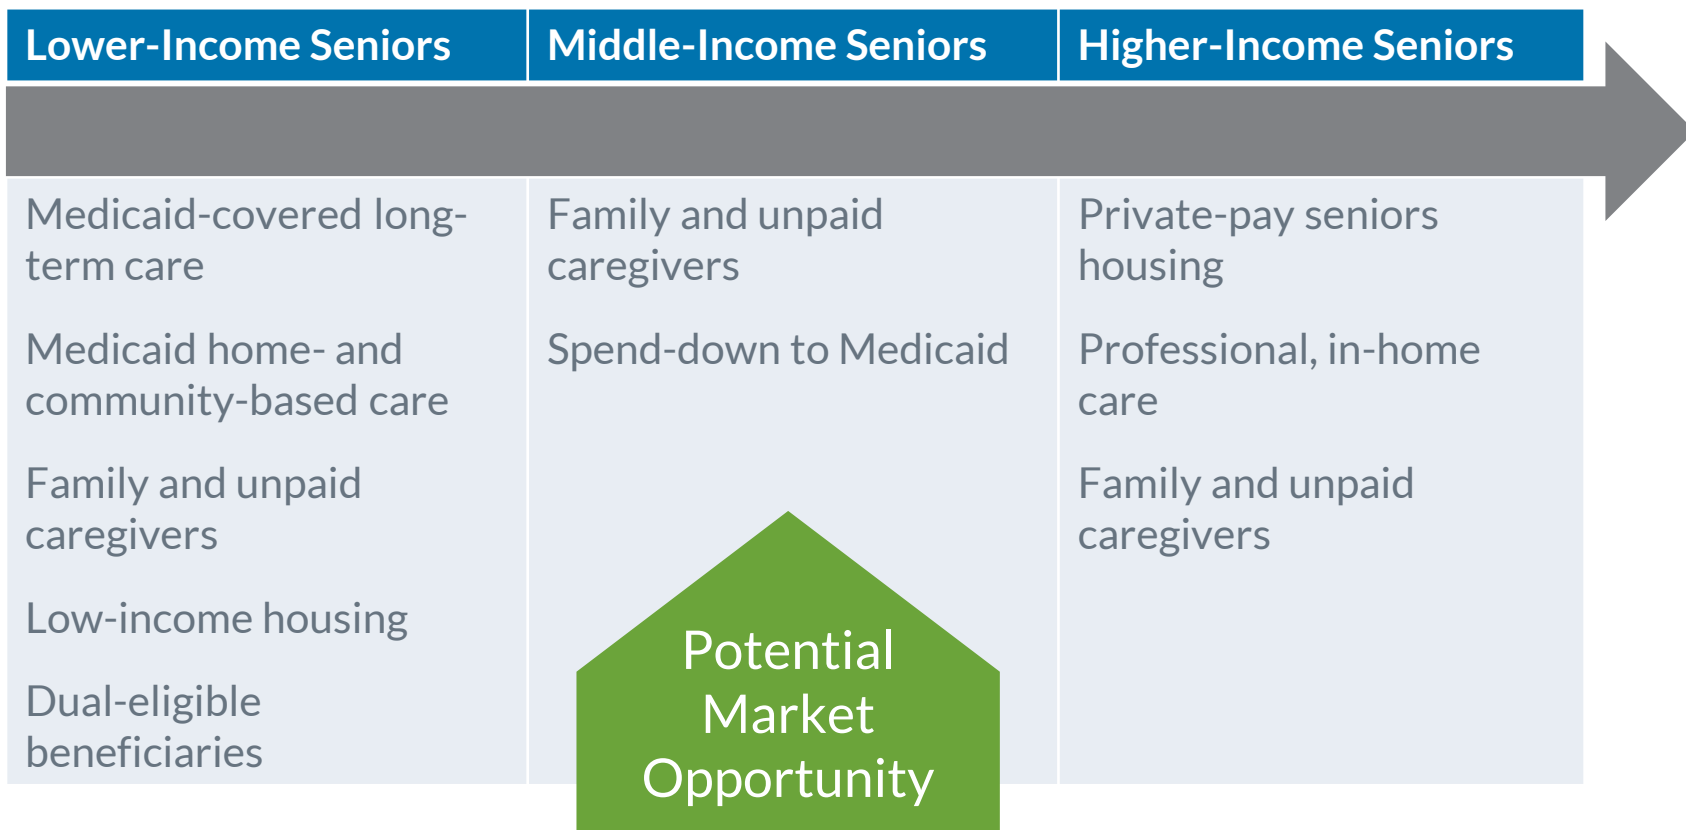 Lower-Income Seniors
Middle-Income Seniors
Higher-Income Seniors
Medicaid-covered long-
term care
Medicaid home- and
community-based care
Family and unpaid
caregivers
Low-income housing
Dual-eligible
beneficiaries
Family and unpaid
caregivers
Spend-down to Medicaid
Potential
Market
Opportunity
Private-pay seniors
housing
Professional, in-home
care
Family and unpaid
caregivers